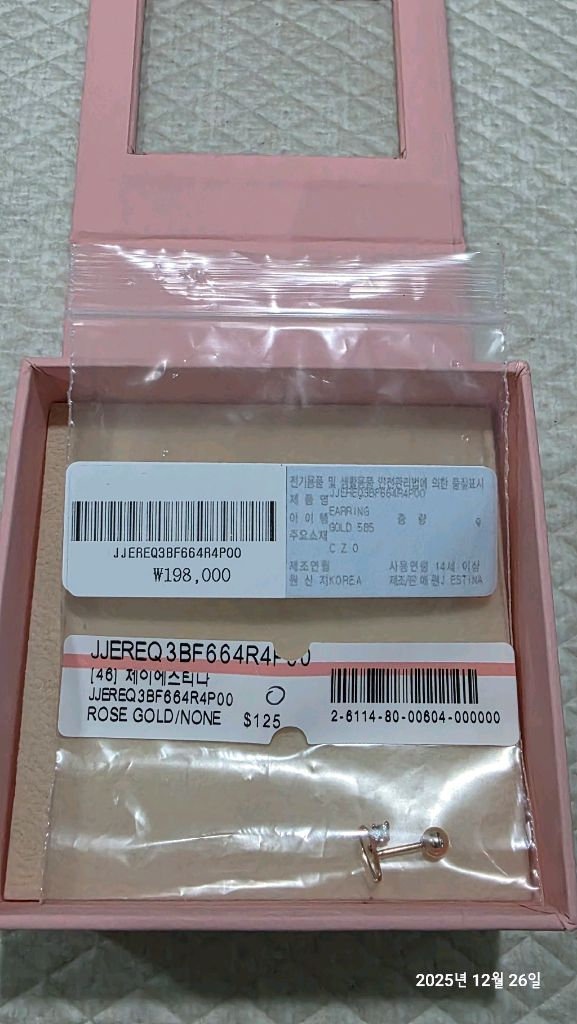 전기용품 및 생활용품 안전관리법에 의한 품질표시
제 품 명 JJEREQ3BF664R4P00
아 이 템 EARRING 중 량 g
주요소재 GOLD 585
C Z 0
제조연월 사용연령 14세 이상
원 산 지 KOREA 제조/판매원 J.ESTINA
JJEREQ3BF664R4P00
₩198,000
JJEREQ3BF664R4P00
[46] 제이에스티나
JJEREQ3BF664R4P00
ROSE GOLD/NONE $125
2-6114-80-00604-000000
2025년 12월 26일